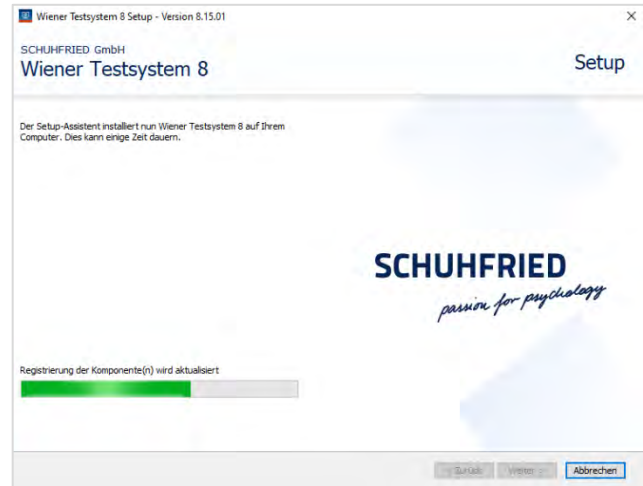 Wiener Testsystem 8 Setup - Version 8.15.01
SCHUHFRIED GmbH
Wiener Testsystem 8
Setup
Der Setup-Assistent installiert nun Wiener Testsystem 8 auf Ihrem
Computer. Dies kann einige Zeit dauern.
SCHUHFRIED
passion for psychology
Registrierung der Komponente(n) wird aktualisiert
< Zurück Weiter > Abbrechen